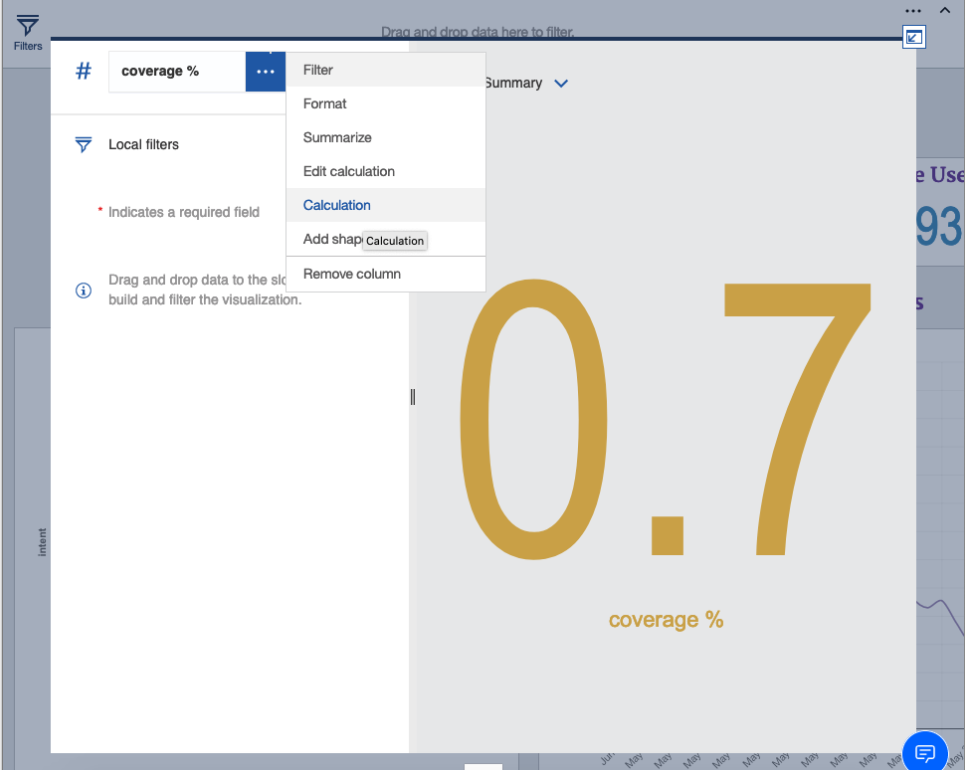 Filters
Drag and drop data here to filter.
# coverage % ...
Filter
Format
Summarize
Edit calculation
Calculation
Add shap
Calculation
Remove column
Summary
Local filters
* Indicates a required field
Drag and drop data to the slo
build and filter the visualization.
0.7
coverage %
e Use
93
s
intent
Jun May May May May May May May May May May May